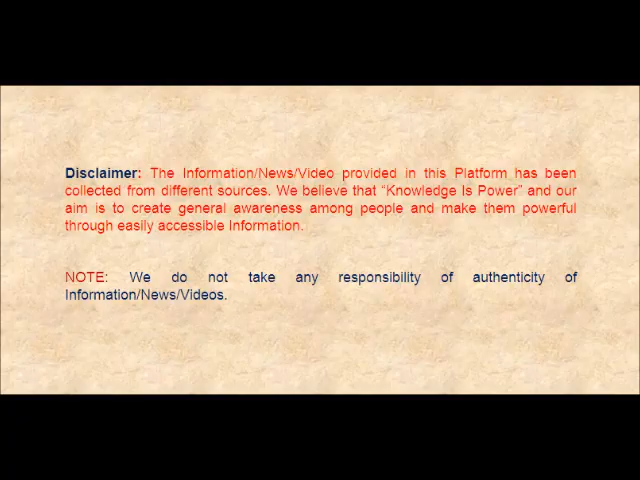 Disclaimer: The Information/News/Video provided in this Platform has been
collected from different sources. We believe that “Knowledge Is Power” and our
aim is to create general awareness among people and make them powerful
through easily accessible Information.
NOTE: We do not take any responsibility of authenticity of
Information/News/Videos.